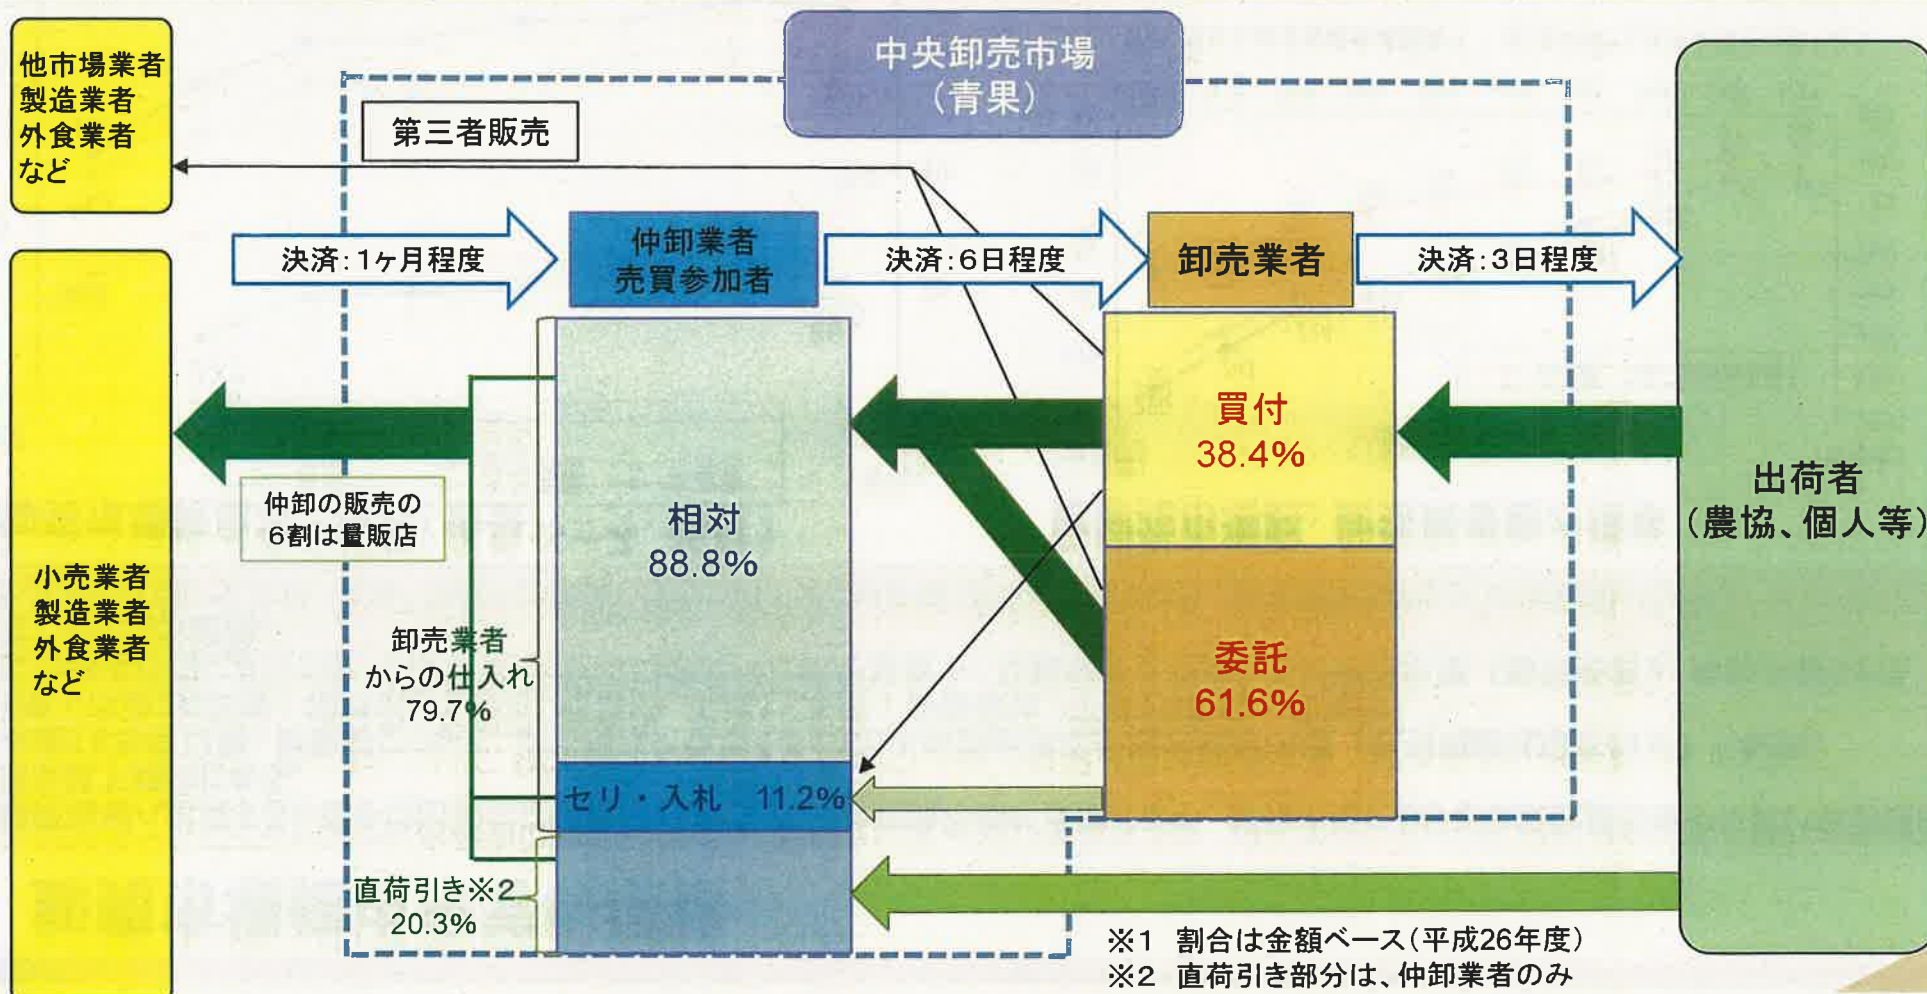 中央卸売市場
（青果）
他市場業者
製造業者
外食業者
など
第三者販売
決済：1ヶ月程度
仲卸業者
売買参加者
決済：6日程度
卸売業者
決済：3日程度
買付
38.4%
委託
61.6%
相対
88.8%
セリ・入札　11.2%
仲卸の販売の
6割は量販店
卸売業者
からの仕入れ
79.7%
直荷引き※2
20.3%
小売業者
製造業者
外食業者
など
出荷者
（農協、個人等）
※1　割合は金額ベース（平成26年度）
※2　直荷引き部分は、仲卸業者のみ